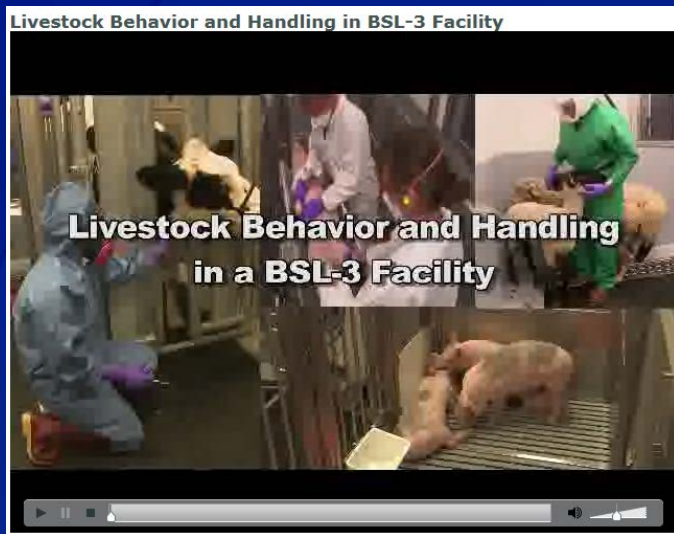 Livestock Behavior and Handling in BSL-3 Facility
Livestock Behavior and Handling
in a BSL-3 Facility